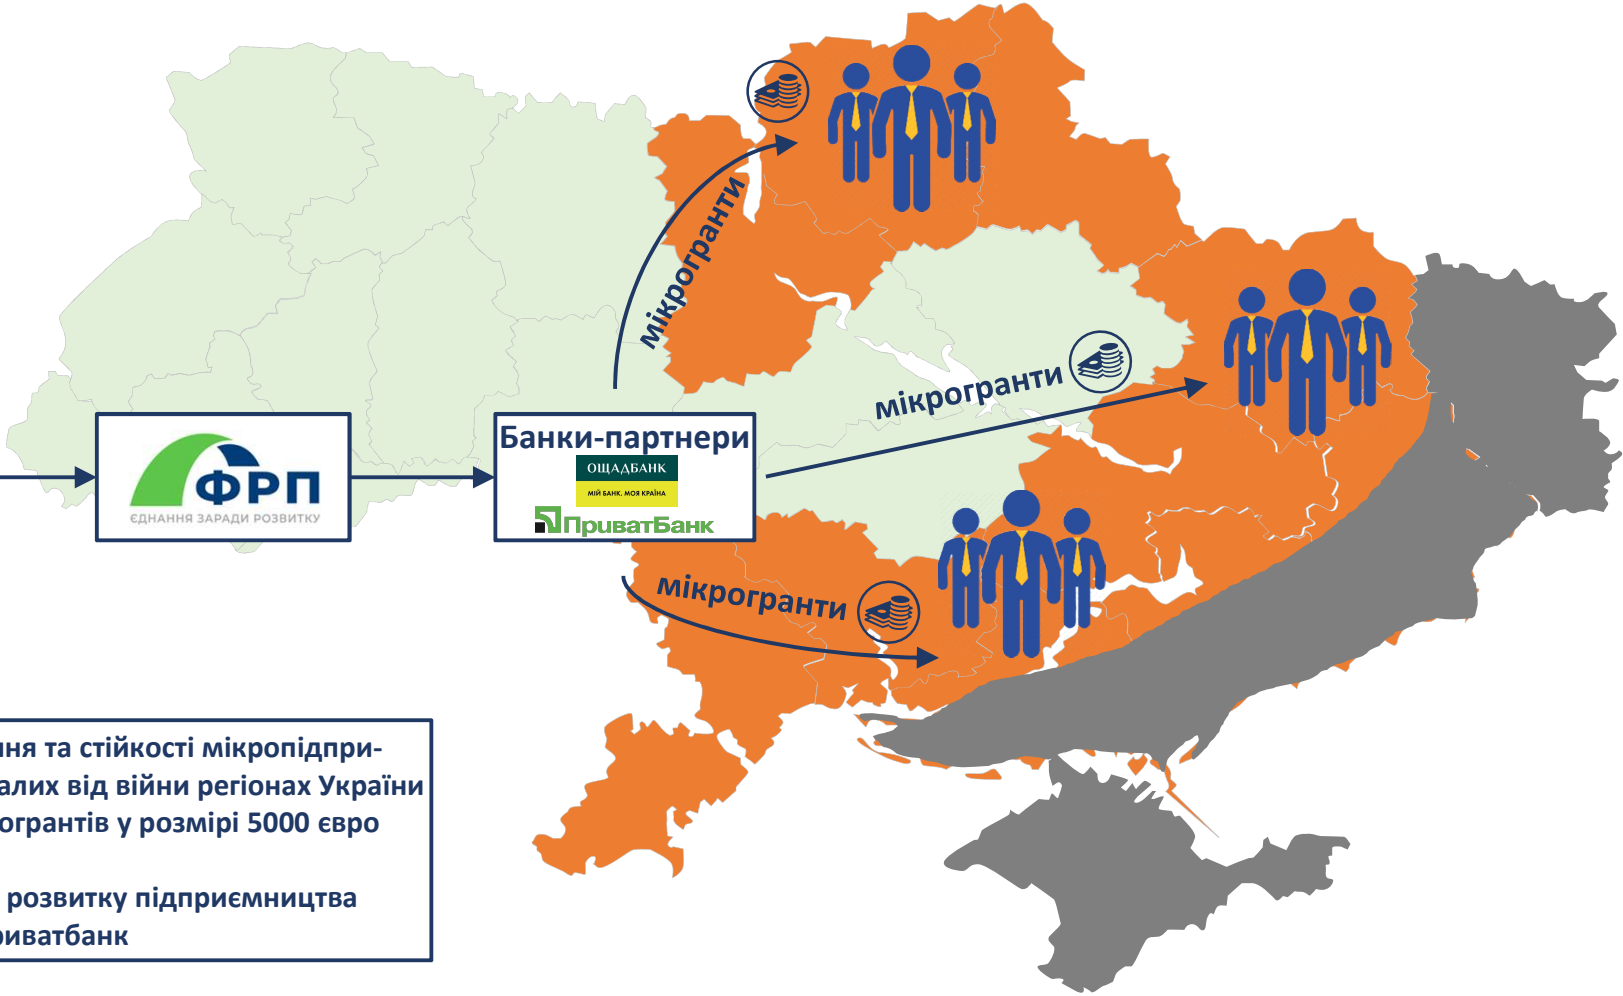 мікрогранти
мікрогранти
ФРП
ЄДНАННЯ ЗАРАДИ РОЗВИТКУ
Банки-партнери
ОЩАДБАНК
МІЙ БАНК. МОЯ КРАЇНА
ПриватБанк
мікрогранти
ння та стійкості мікропідпри-
алих від війни регіонах України
огрантів у розмірі 5000 євро
розвитку підприємництва
риватбанк